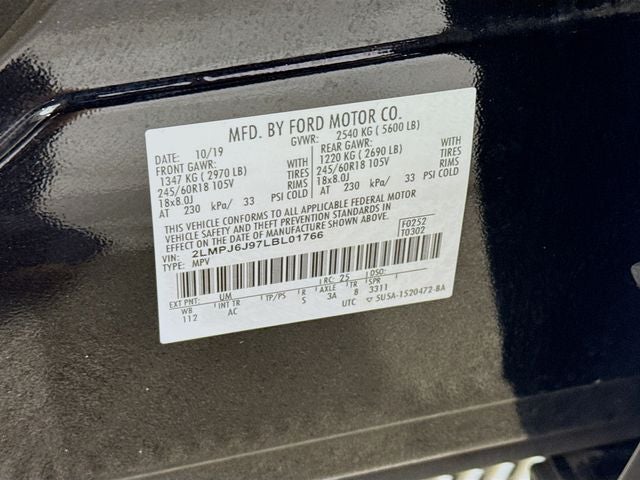 MFD. BY FORD MOTOR CO.
DATE: 10/19 GVWR: 2540 KG ( 5600 LB)
FRONT GAWR: REAR GAWR:
1347 KG ( 2970 LB) WITH 1220 KG ( 2690 LB) WITH
245/60R18 105V TIRES 245/60R18 105V TIRES
18x8.0J RIMS 18x8.0J RIMS
AT 230 kPa/ 33 PSI COLD AT 230 kPa/ 33 PSI COLD
THIS VEHICLE CONFORMS TO ALL APPLICABLE FEDERAL MOTOR
VEHICLE SAFETY AND THEFT PREVENTION STANDARDS IN
EFFECT ON THE DATE OF MANUFACTURE SHOWN ABOVE.
VIN: 2LMPJ6J97LBL01766 F0252
TYPE: MPV T0302
EXT PNT: UM RC: 25 DSO:
WB INT TR TP/PS R AXLE TR SPR
112 AC S 3A 8 3311
UTC 5U5A-1520472-BA